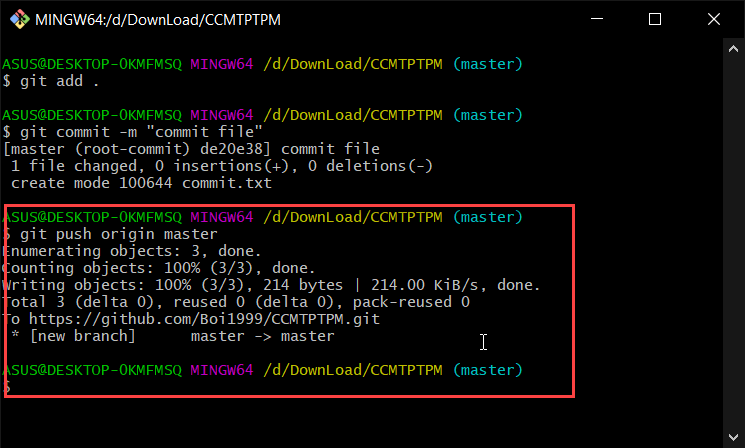 MINGW64:/d/DownLoad/CCMTPTPM
ASUS@DESKTOP-OKMFMSQ MINGW64 /d/DownLoad/CCMTPTPM (master)
$ git add .
ASUS@DESKTOP-OKMFMSQ MINGW64 /d/DownLoad/CCMTPTPM (master)
$ git commit -m "commit file"
[master (root-commit) de20e38] commit file
1 file changed, 0 insertions(+), 0 deletions(-)
create mode 100644 commit.txt
ASUS@DESKTOP-OKMFMSQ MINGW64 /d/DownLoad/CCMTPTPM (master)
$ git push origin master
Enumerating objects: 3, done.
Counting objects: 100% (3/3), done.
Writing objects: 100% (3/3), 214 bytes | 214.00 KiB/s, done.
Total 3 (delta 0), reused 0 (delta 0), pack-reused 0
To https://github.com/Boi1999/CCMTPTPM.git
* [new branch]      master -> master
ASUS@DESKTOP-OKMFMSQ MINGW64 /d/DownLoad/CCMTPTPM (master)
$